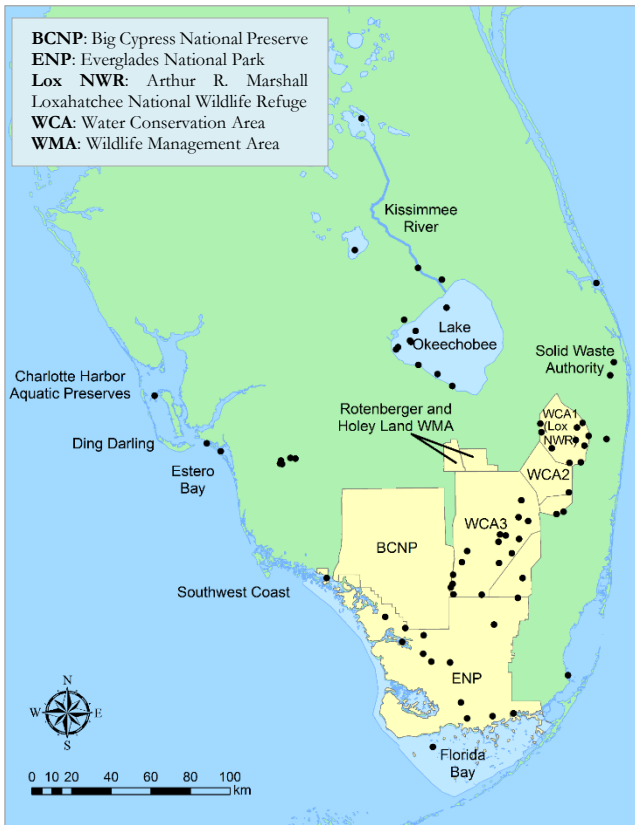 BCNP: Big Cypress National Preserve
ENP: Everglades National Park
Lox NWR: Arthur R. Marshall
Loxahatchee National Wildlife Refuge
WCA: Water Conservation Area
WMA: Wildlife Management Area
Kissimmee
River
Lake
Okeechobee
Solid Waste
Authority
Charlotte Harbor
Aquatic Preserves
Rotenberger and
Holey Land WMA
WCA1
(Lox
NWR)
Ding Darling
Estero
Bay
WCA2
WCA3
BCNP
Southwest Coast
ENP
N
W E
S
Florida
Bay
0 10 20 40 60 80 100
km